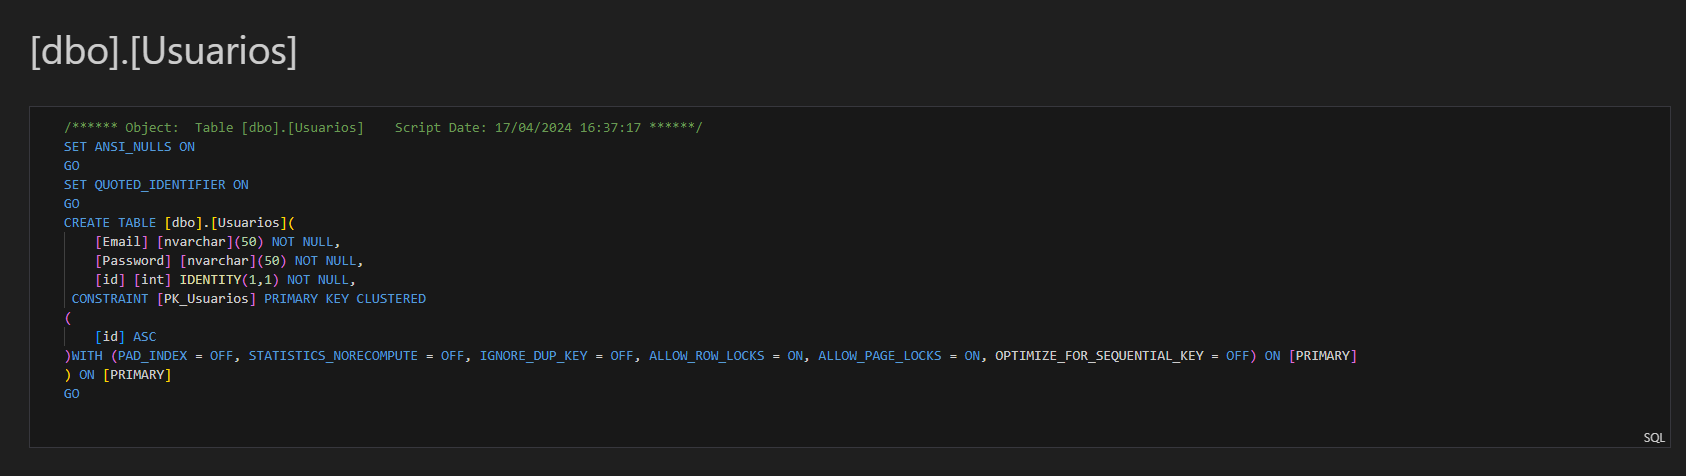 [dbo].[Usuarios]
/****** Object:  Table [dbo].[Usuarios]    Script Date: 17/04/2024 16:37:17 ******/
SET ANSI_NULLS ON
GO
SET QUOTED_IDENTIFIER ON
GO
CREATE TABLE [dbo].[Usuarios](
    [Email] [nvarchar](50) NOT NULL,
    [Password] [nvarchar](50) NOT NULL,
    [id] [int] IDENTITY(1,1) NOT NULL,
 CONSTRAINT [PK_Usuarios] PRIMARY KEY CLUSTERED
(
    [id] ASC
)WITH (PAD_INDEX = OFF, STATISTICS_NORECOMPUTE = OFF, IGNORE_DUP_KEY = OFF, ALLOW_ROW_LOCKS = ON, ALLOW_PAGE_LOCKS = ON, OPTIMIZE_FOR_SEQUENTIAL_KEY = OFF) ON [PRIMARY]
) ON [PRIMARY]
GO
SQL